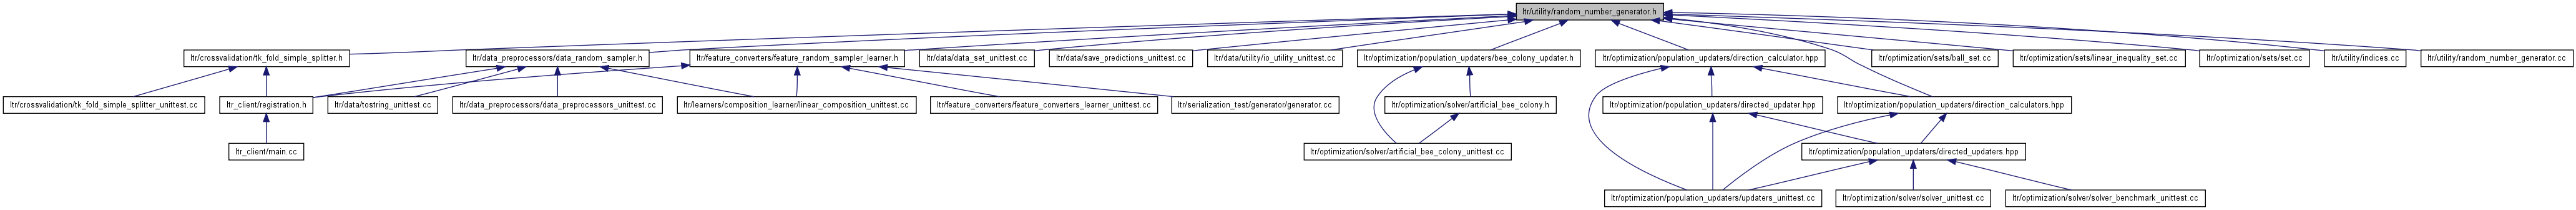 ltr/utility/random_number_generator.h
ltr/crossvalidation/tk_fold_simple_splitter.h
ltr/data_preprocessors/data_random_sampler.h
ltr/feature_converters/feature_random_sampler_learner.h
ltr/data/data_set_unittest.cc
ltr/data/save_predictions_unittest.cc
ltr/data/utility/io_utility_unittest.cc
ltr/optimization/population_updaters/bee_colony_updater.h
ltr/optimization/population_updaters/direction_calculator.hpp
ltr/optimization/sets/ball_set.cc
ltr/optimization/sets/linear_inequality_set.cc
ltr/optimization/sets/set.cc
ltr/utility/indices.cc
ltr/utility/random_number_generator.cc
ltr/crossvalidation/tk_fold_simple_splitter_unittest.cc
ltr_client/registration.h
ltr/data/tostring_unittest.cc
ltr/data_preprocessors/data_preprocessors_unittest.cc
ltr/learners/composition_learner/linear_composition_unittest.cc
ltr/feature_converters/feature_converters_learner_unittest.cc
ltr/serialization_test/generator/generator.cc
ltr/optimization/solver/artificial_bee_colony.h
ltr/optimization/population_updaters/directed_updater.hpp
ltr/optimization/population_updaters/direction_calculators.hpp
ltr_client/main.cc
ltr/optimization/solver/artificial_bee_colony_unittest.cc
ltr/optimization/population_updaters/directed_updaters.hpp
ltr/optimization/population_updaters/updaters_unittest.cc
ltr/optimization/solver/solver_unittest.cc
ltr/optimization/solver/solver_benchmark_unittest.cc